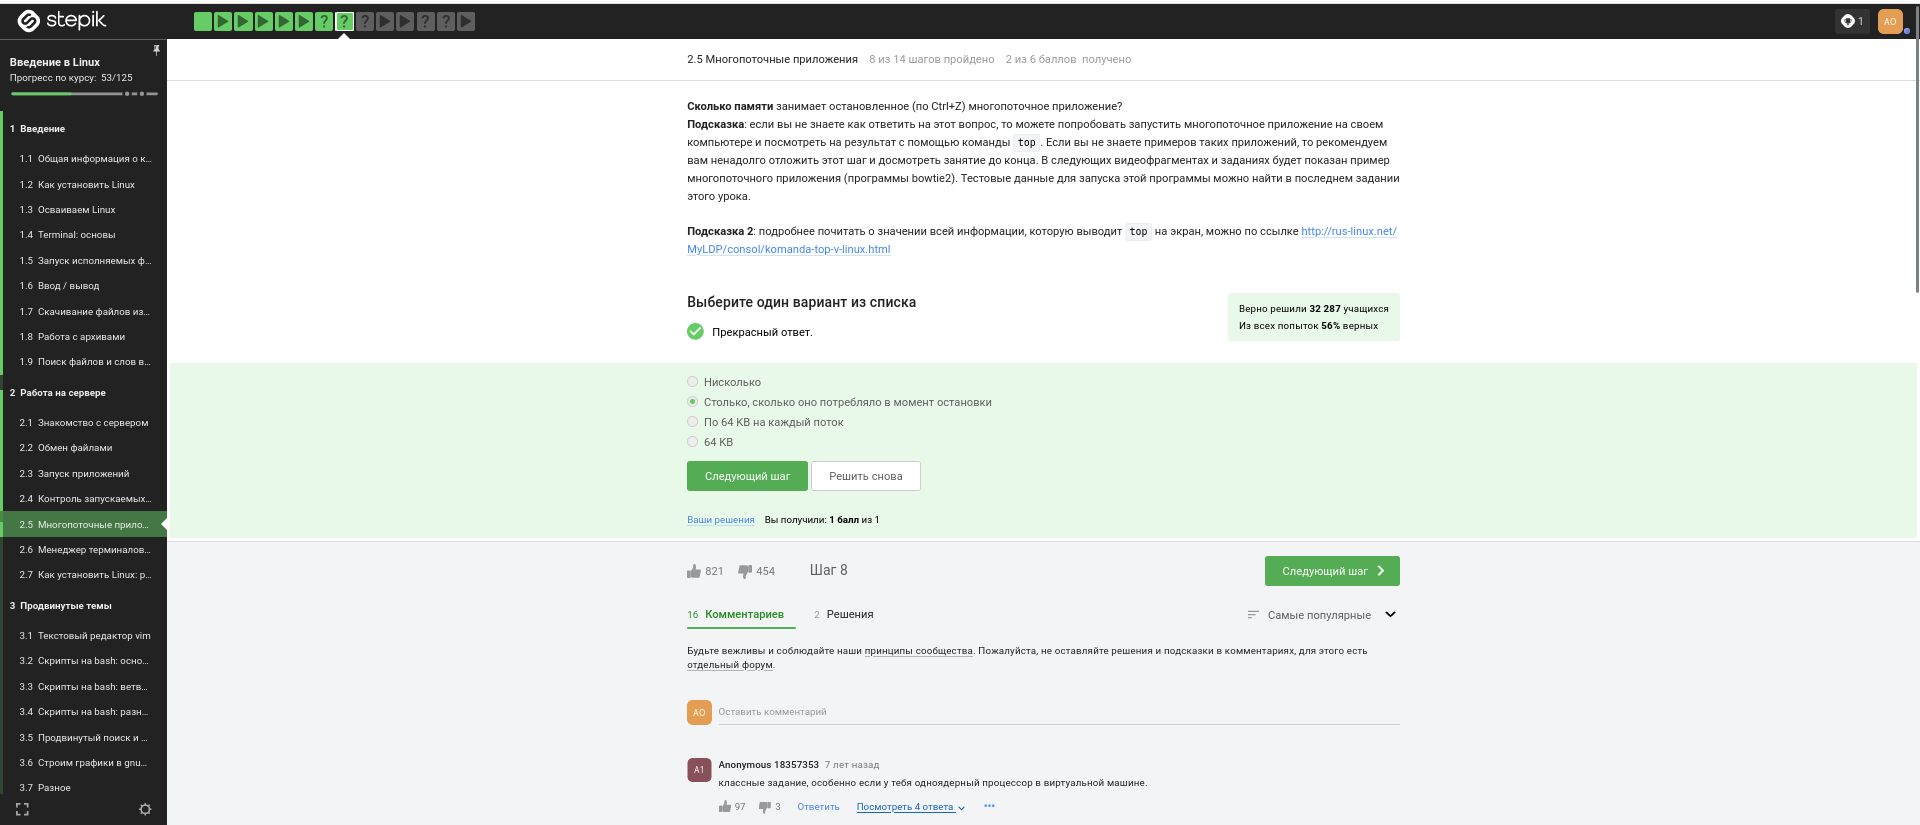 stepik
? ? ? ? ?
1
AO
Введение в Linux
Прогресс по курсу: 53/125
1 Введение
1.1 Общая информация о к...
1.2 Как установить Linux
1.3 Осваиваем Linux
1.4 Terminal: основы
1.5 Запуск исполняемых ф...
1.6 Ввод / вывод
1.7 Скачивание файлов из...
1.8 Работа с архивами
1.9 Поиск файлов и слов в...
2 Работа на сервере
2.1 Знакомство с сервером
2.2 Обмен файлами
2.3 Запуск приложений
2.4 Контроль запускаемых...
2.5 Многопоточные прило...
2.6 Менеджер терминалов...
2.7 Как установить Linux: р...
3 Продвинутые темы
3.1 Текстовый редактор vim
3.2 Скрипты на bash: осно...
3.3 Скрипты на bash: ветв...
3.4 Скрипты на bash: разн...
3.5 Продвинутый поиск и ...
3.6 Строим графики в gnu...
3.7 Разное
2.5 Многопоточные приложения 8 из 14 шагов пройдено 2 из 6 баллов получено
Сколько памяти занимает остановленное (по Ctrl+Z) многопоточное приложение?
Подсказка: если вы не знаете как ответить на этот вопрос, то можете попробовать запустить многопоточное приложение на своем
компьютере и посмотреть на результат с помощью команды top . Если вы не знаете примеров таких приложений, то рекомендуем
вам ненадолго отложить этот шаг и досмотреть занятие до конца. В следующих видеофрагментах и заданиях будет показан пример
многопоточного приложения (программы bowtie2). Тестовые данные для запуска этой программы можно найти в последнем задании
этого урока.
Подсказка 2: подробнее почитать о значении всей информации, которую выводит top на экран, можно по ссылке http://rus-linux.net/
MyLDP/consol/komanda-top-v-linux.html
Выберите один вариант из списка
Прекрасный ответ.
Верно решили 32 287 учащихся
Из всех попыток 56% верных
Нисколько
Столько, сколько оно потребляло в момент остановки
По 64 KB на каждый поток
64 KB
Следующий шаг Решить снова
Ваши решения Вы получили: 1 балл из 1
821 454 Шаг 8 Следующий шаг
16 Комментариев 2 Решения Самые популярные
Будьте вежливы и соблюдайте наши принципы сообщества. Пожалуйста, не оставляйте решения и подсказки в комментариях, для этого есть
отдельный форум.
AO Оставить комментарий
A1 Anonymous 18357353 7 лет назад
классные задание, особенно если у тебя одноядерный процессор в виртуальной машине.
97 3 Ответить Посмотреть 4 ответа ...